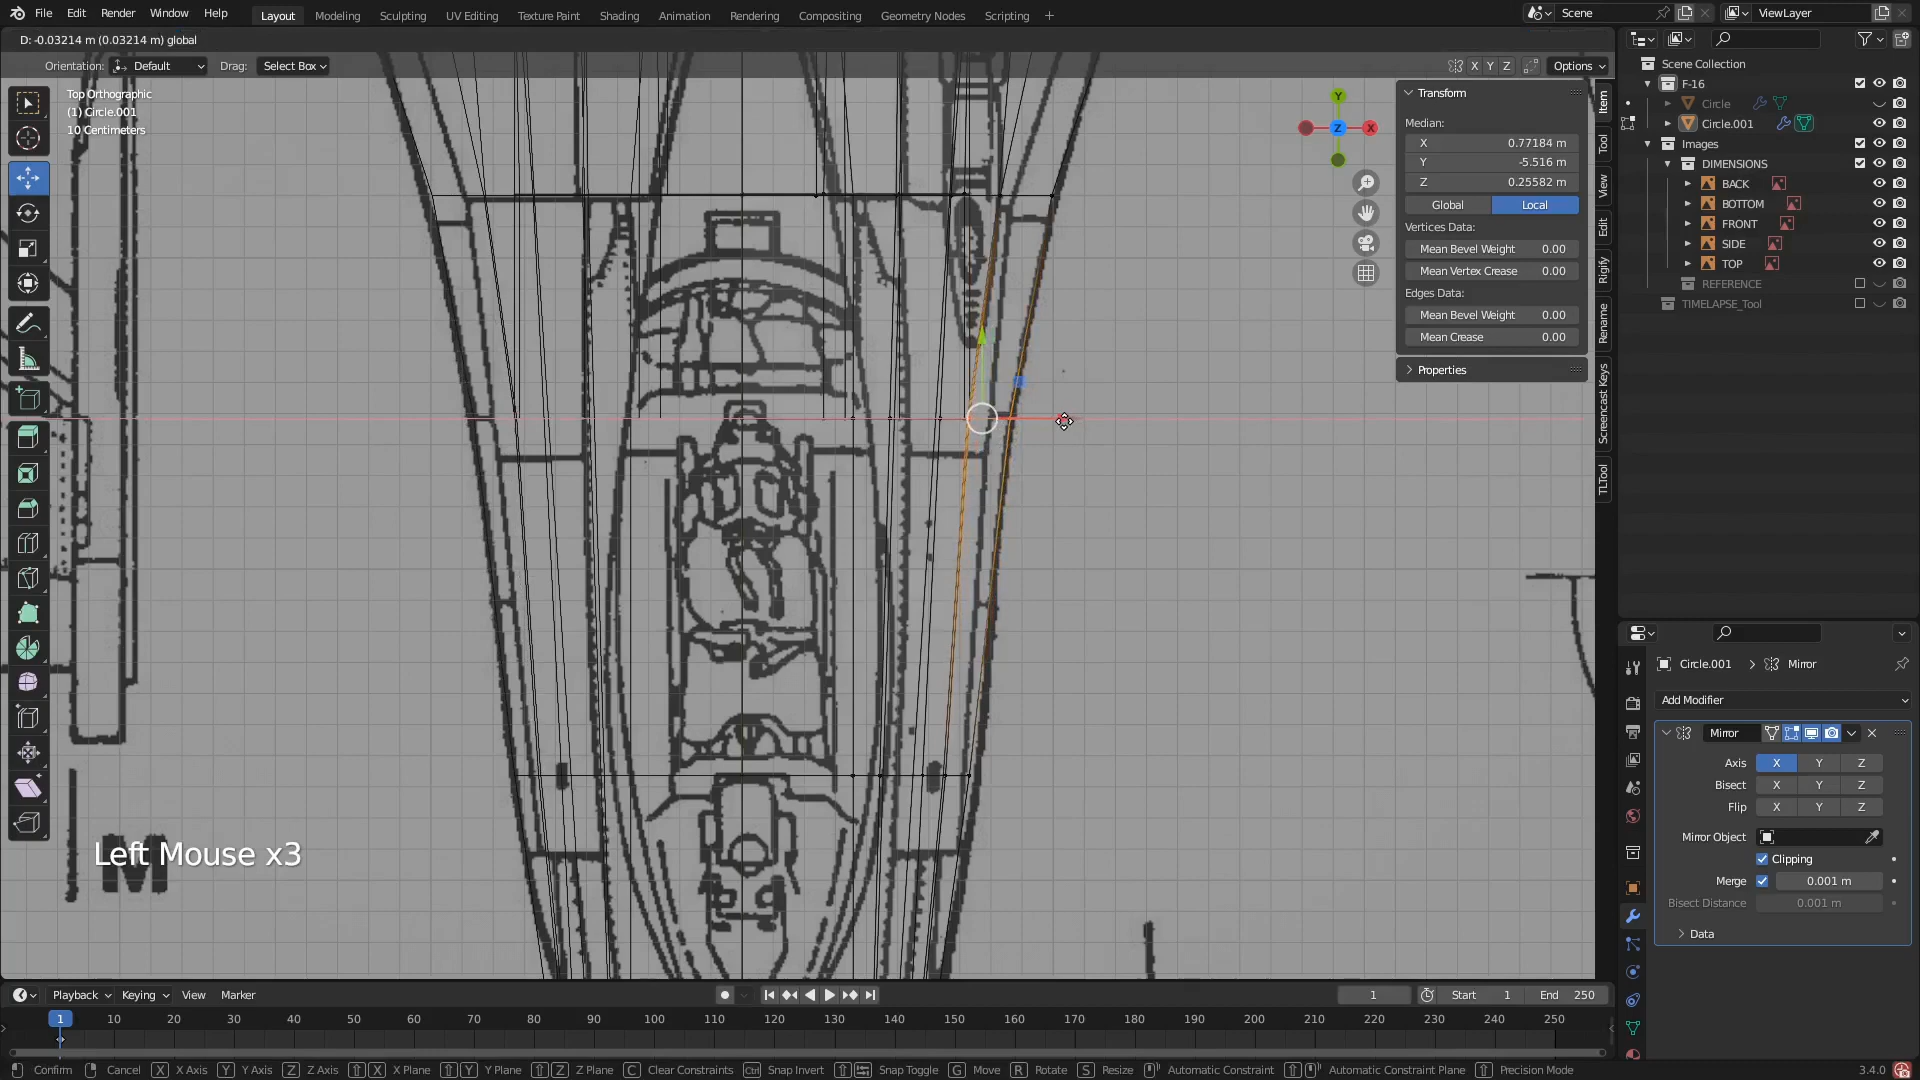 File Edit Render Window Help Layout Modeling Sculpting UV Editing Texture Paint Shading Animation Rendering Compositing Geometry Nodes Scripting + Scene ViewLayer
D: -0.03214 m (0.03214 m) global
Orientation: Default Drag: Select Box X Y Z Options
Top Orthographic
(1) Circle.001
10 Centimeters
Y
X
Z
Transform
Median:
X 0.77184 m
Y -5.516 m
Z 0.25582 m
Global Local
Vertices Data:
Mean Bevel Weight 0.00
Mean Vertex Crease 0.00
Edges Data:
Mean Bevel Weight 0.00
Mean Crease 0.00
Properties
Item
Tool
View
Edit
Rigify
Rename
Screencast Keys
TLTool
Scene Collection
F-16
Circle
Circle.001
Images
DIMENSIONS
BACK
BOTTOM
FRONT
SIDE
TOP
REFERENCE
TIMELAPSE_Tool
Circle.001 > Mirror
Add Modifier
Mirror
Axis X Y Z
Bisect X Y Z
Flip X Y Z
Mirror Object
Clipping
Merge 0.001 m
Bisect Distance 0.001 m
Data
Left Mouse x3
M
Playback Keying View Marker 1 Start 1 End 250
1 10 20 30 40 50 60 70 80 90 100 110 120 130 140 150 160 170 180 190 200 210 220 230 240 250
Confirm Cancel X X Axis Y Y Axis Z Z Axis X X Plane Y Y Plane Z Z Plane C Clear Constraints Ctrl Snap Invert Snap Toggle G Move R Rotate S Resize Automatic Constraint Automatic Constraint Plane Precision Mode 3.4.0